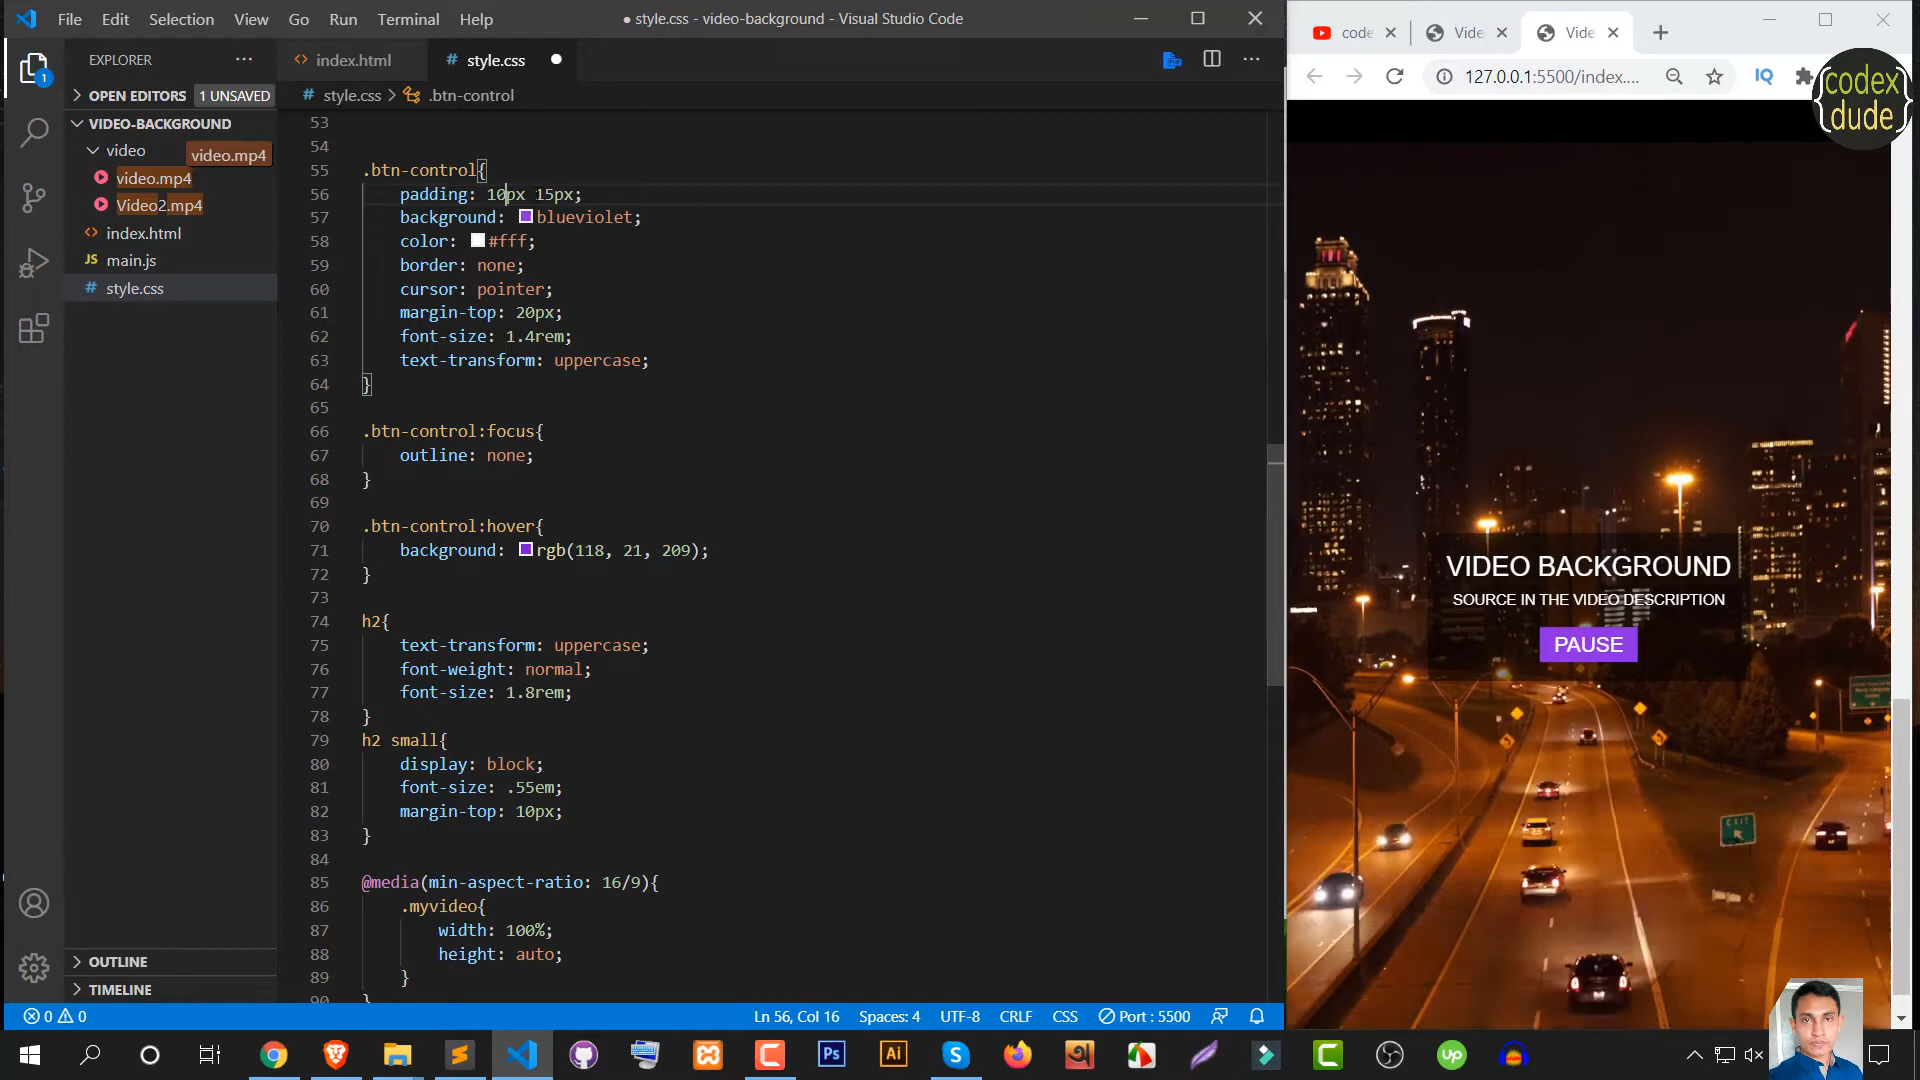 File Edit Selection View Go Run Terminal Help
● style.css - video-background - Visual Studio Code
EXPLORER ···
OPEN EDITORS 1 UNSAVED
VIDEO-BACKGROUND
video
video.mp4
video.mp4
Video2.mp4
index.html
JS main.js
# style.css
OUTLINE
TIMELINE
1
index.html
# style.css
# style.css > .btn-control
53
54
55 .btn-control{
56 padding: 10px 15px;
57 background: blueviolet;
58 color: #fff;
59 border: none;
60 cursor: pointer;
61 margin-top: 20px;
62 font-size: 1.4rem;
63 text-transform: uppercase;
64 }
65
66 .btn-control:focus{
67 outline: none;
68 }
69
70 .btn-control:hover{
71 background: rgb(118, 21, 209);
72 }
73
74 h2{
75 text-transform: uppercase;
76 font-weight: normal;
77 font-size: 1.8rem;
78 }
79 h2 small{
80 display: block;
81 font-size: .55em;
82 margin-top: 10px;
83 }
84
85 @media(min-aspect-ratio: 16/9){
86 .myvideo{
87 width: 100%;
88 height: auto;
89 }
90 }
0 0
Ln 56, Col 16 Spaces: 4 UTF-8 CRLF CSS Port : 5500
code Vide Vide
127.0.0.1:5500/index....
IQ
{codex
dude}
VIDEO BACKGROUND
SOURCE IN THE VIDEO DESCRIPTION
PAUSE
EXIT
Ps Ai Up